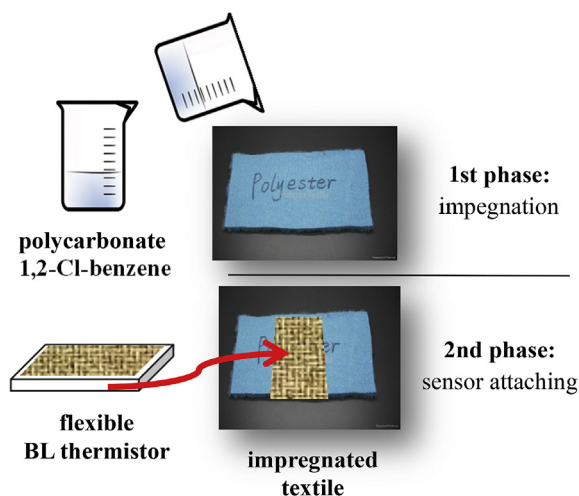 Polyester
1st phase:
impegnation
polycarbonate
1,2-Cl-benzene
2nd phase:
sensor attaching
flexible
BL thermistor
impregnated
textile